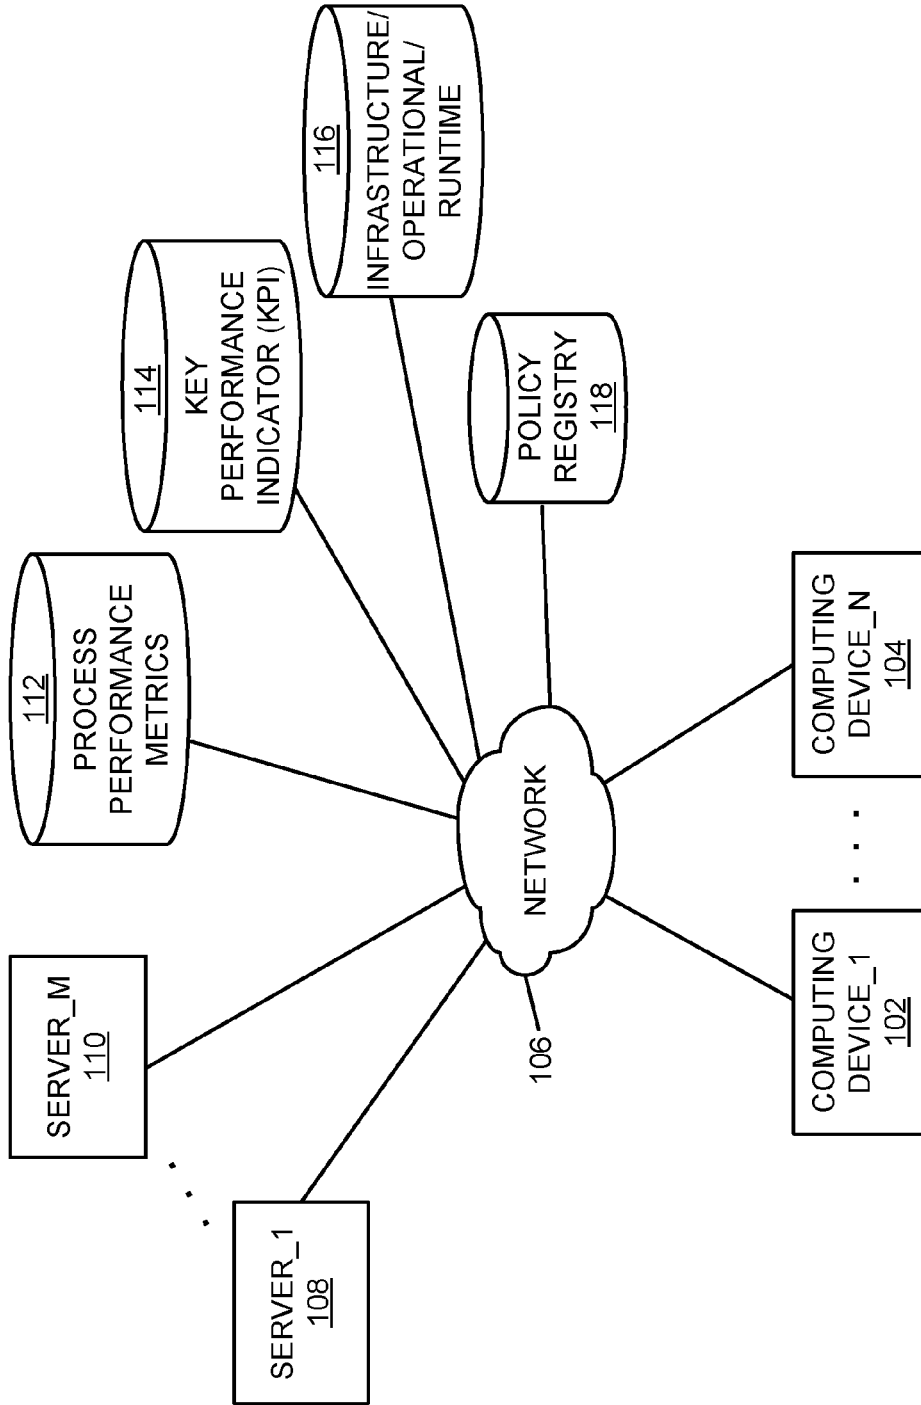 SERVER_1
108
SERVER_M
110
112
PROCESS
PERFORMANCE
METRICS
114
KEY
PERFORMANCE
INDICATOR (KPI)
116
INFRASTRUCTURE/
OPERATIONAL/
RUNTIME
POLICY
REGISTRY
118
NETWORK
106
COMPUTING
DEVICE_1
102
COMPUTING
DEVICE_N
104